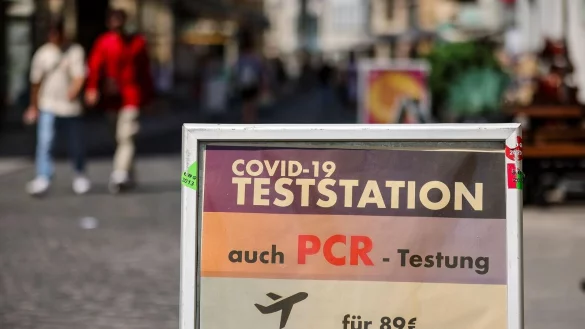 COVID-19
TESTSTATION
auch PCR - Testung
für 89€